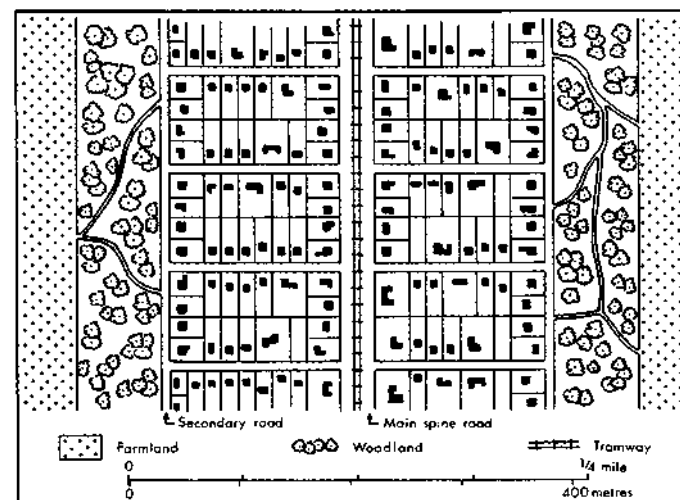 Secondary road
Main spine road
Farmland
Woodland
Tramway
0
1/4 mile
0
400 metres